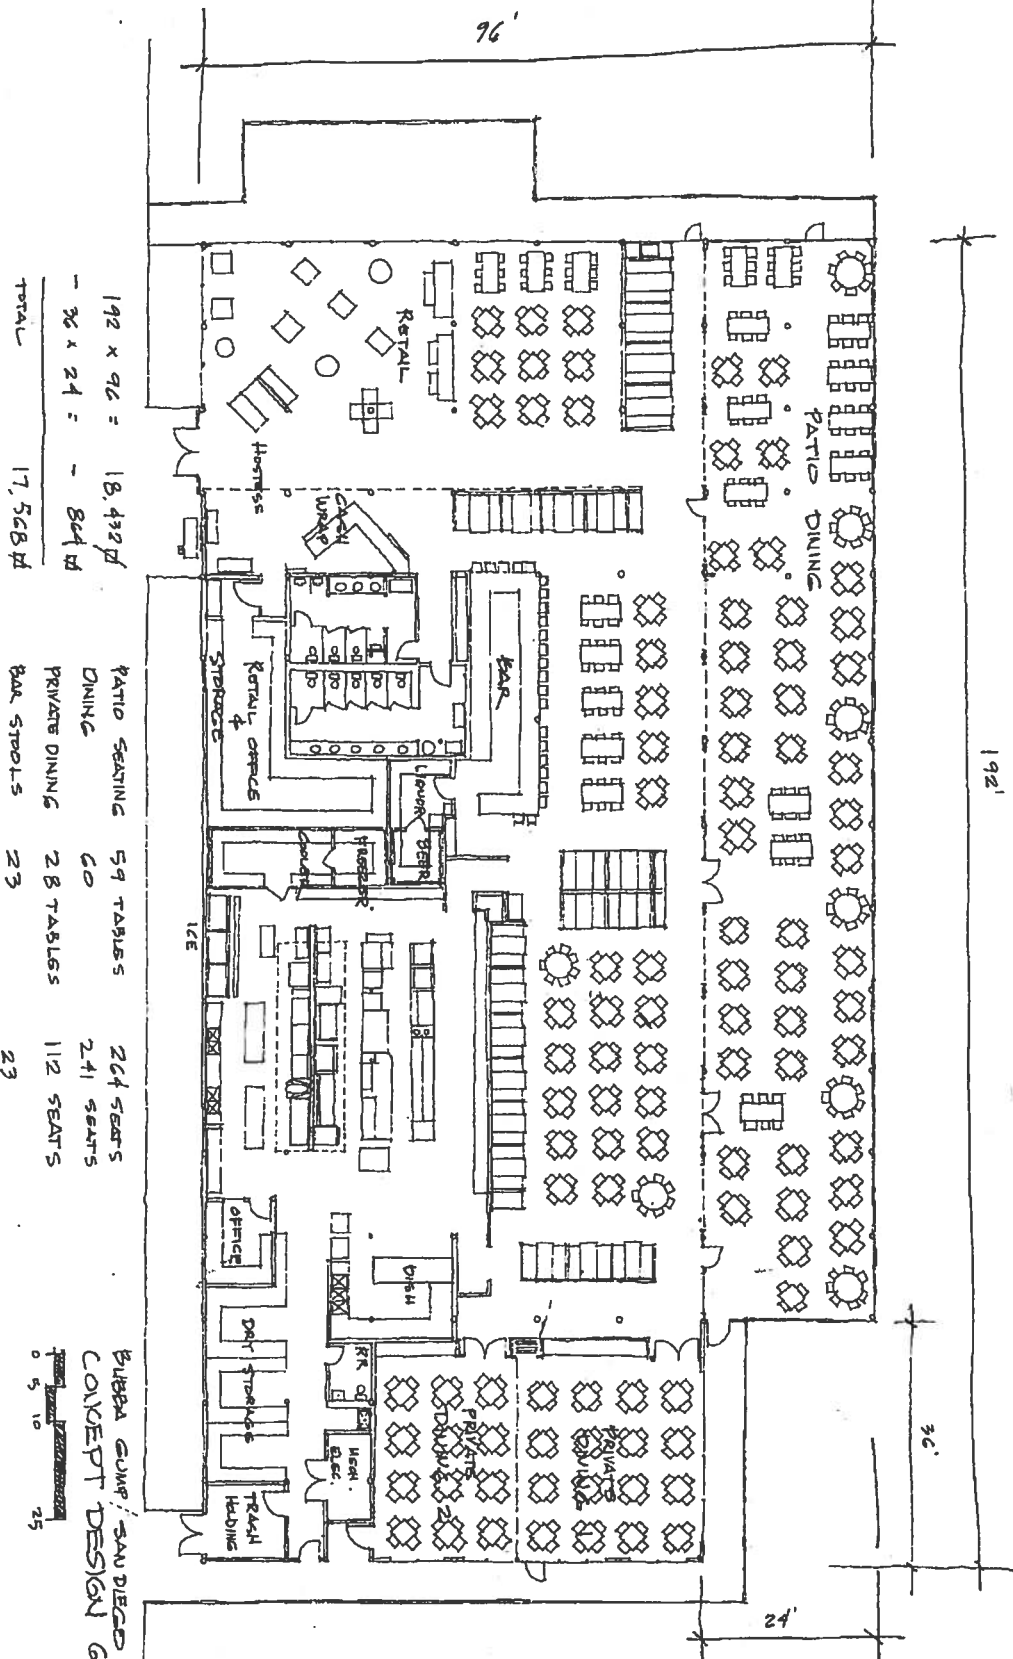 96'
192'
36'
24'
RETAIL
HOSTESS
CASH
WRAP
PATIO DINING
BAR
RETAIL OFFICE
&
STORAGE
LIQUOR
BEER
FREEZER
COOLER
ICE
OFFICE
DISH
DRY STORAGE
RR
MECH.
ELEC.
TRASH
HOLDING
PRIVATE
DINING 2
PRIVATE
DINING 1
192 x 96 = 18,432 ⌗
- 36 x 24 = - 864 ⌗
TOTAL 17,568 ⌗
PATIO SEATING 59 TABLES 264 SEATS
DINING 60 241 SEATS
PRIVATE DINING 28 TABLES 112 SEATS
BAR STOOLS 23 23
BUBBA GUMP / SAN DIEGO
CONCEPT DESIGN 6
0 5 10 25